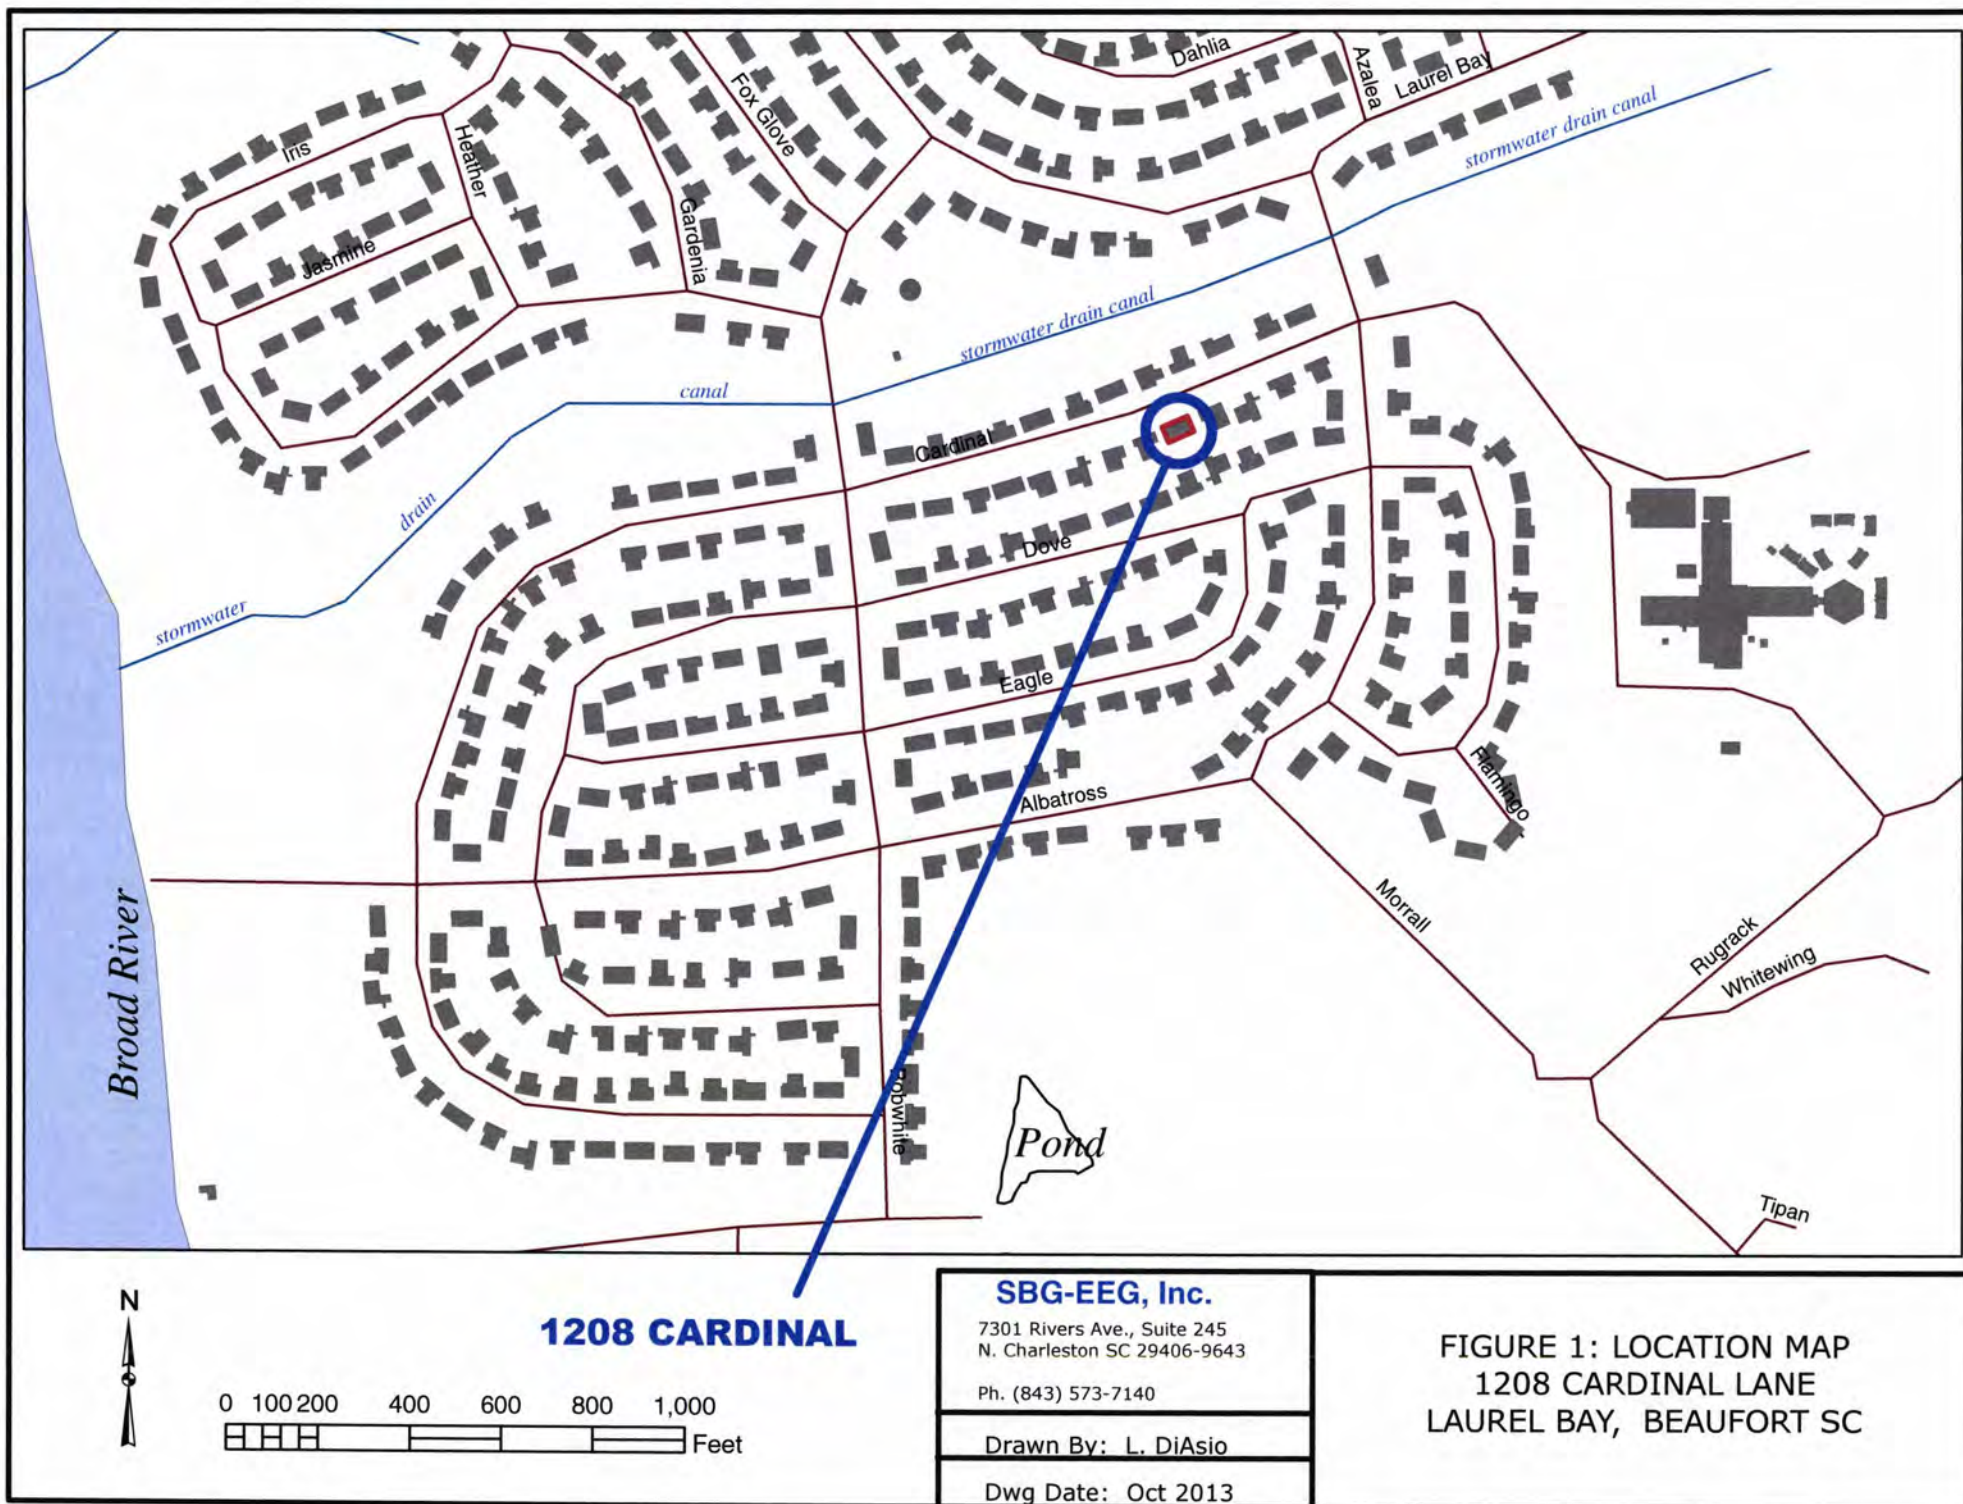 Dahlia
Azalea
Laurel Bay
Fox Glove
stormwater drain canal
Iris
Heather
Gardenia
Jasmine
stormwater drain canal
canal
Cardinal
drain
Dove
stormwater
Eagle
Flamingo
Albatross
Broad River
Morrall
Rugrack
Whitewing
Bobwhite
Pond
Tipan
N
1208 CARDINAL
0 100 200 400 600 800 1,000
Feet
SBG-EEG, Inc.
7301 Rivers Ave., Suite 245
N. Charleston SC 29406-9643
Ph. (843) 573-7140
Drawn By: L. DiAsio
Dwg Date: Oct 2013
FIGURE 1: LOCATION MAP
1208 CARDINAL LANE
LAUREL BAY, BEAUFORT SC